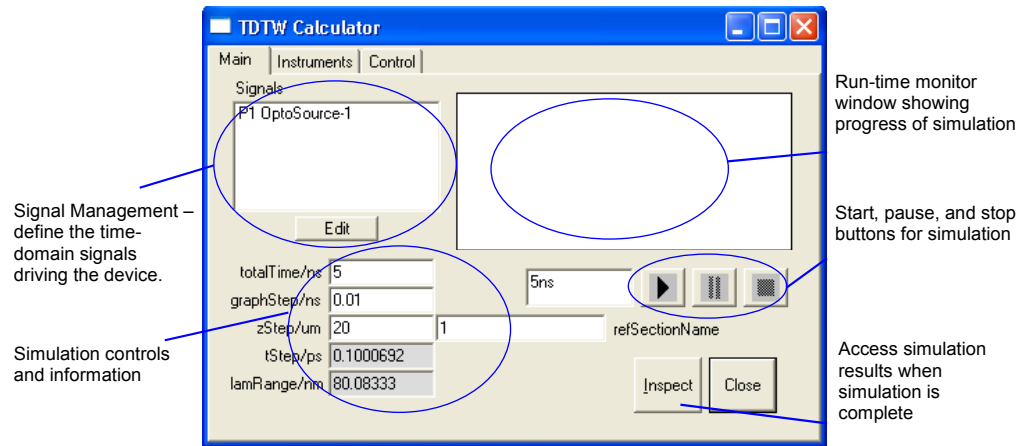 TDTW Calculator
Main
Instruments
Control
Signals
P1 OptoSource-1
Edit
totalTime/ns 5
graphStep/ns 0.01
zStep/um 20
1
refSectionName
tStep/ps 0.1000692
lamRange/nm 80.08333
5ns
Inspect
Close
Signal Management –
define the time-
domain signals
driving the device.
Simulation controls
and information
Run-time monitor
window showing
progress of simulation
Start, pause, and stop
buttons for simulation
Access simulation
results when
simulation is
complete